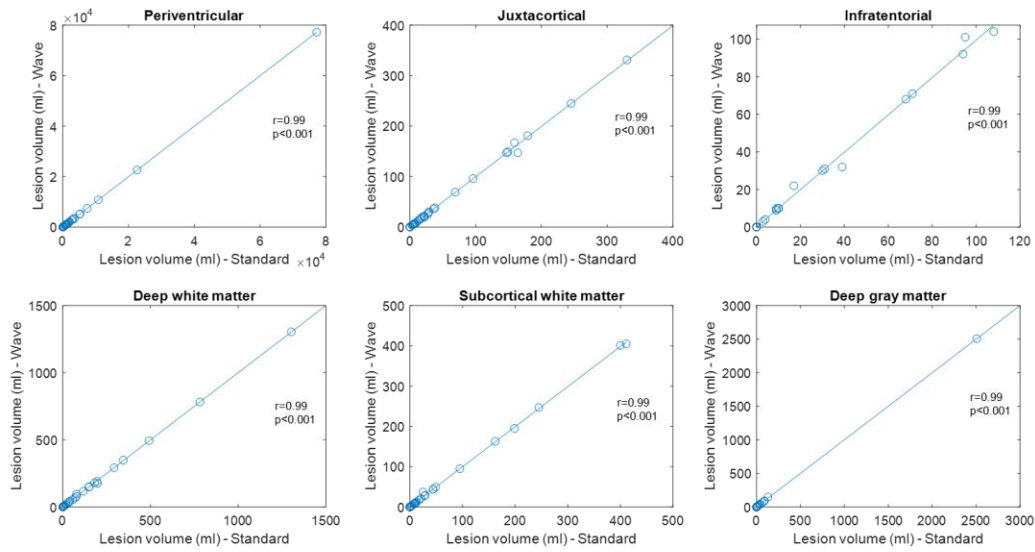 Periventricular
×10⁴
8
6
4
2
0
Lesion volume (ml) - Wave
r=0.99
p<0.001
0 2 4 6 8
Lesion volume (ml) - Standard ×10⁴
Juxtacortical
400
300
200
100
0
Lesion volume (ml) - Wave
r=0.99
p<0.001
0 100 200 300 400
Lesion volume (ml) - Standard
Infratentorial
100
80
60
40
20
0
Lesion volume (ml) - Wave
r=0.99
p<0.001
0 20 40 60 80 100 120
Lesion volume (ml) - Standard
Deep white matter
1500
1000
500
0
Lesion volume (ml) - Wave
r=0.99
p<0.001
0 500 1000 1500
Lesion volume (ml) - Standard
Subcortical white matter
500
400
300
200
100
0
Lesion volume (ml) - Wave
r=0.99
p<0.001
0 100 200 300 400 500
Lesion volume (ml) - Standard
Deep gray matter
3000
2500
2000
1500
1000
500
0
Lesion volume (ml) - Wave
r=0.99
p<0.001
0 500 1000 1500 2000 2500 3000
Lesion volume (ml) - Standard